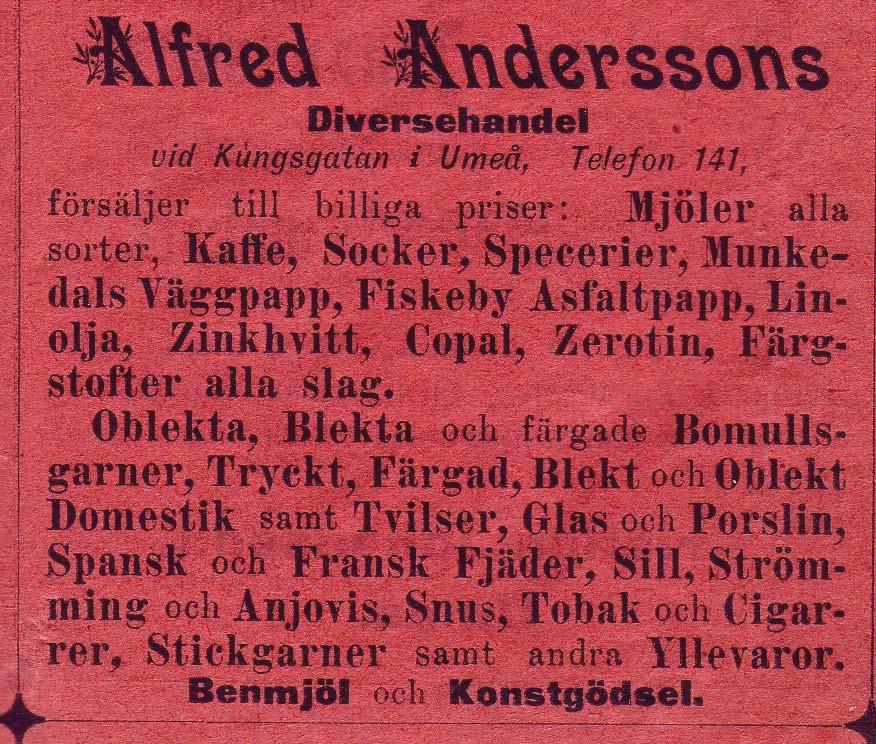 Alfred Anderssons
Diversehandel
vid Kungsgatan i Umeå, Telefon 141,
försäljer till billiga priser: Mjöler alla
sorter, Kaffe, Socker, Specerier, Munke-
dals Väggpapp, Fiskeby Asfaltpapp, Lin-
olja, Zinkhvitt, Copal, Zerotin, Färg-
stofter alla slag.
Oblekta, Blekta och färgade Bomulls-
garner, Tryckt, Färgad, Blekt och Oblekt
Domestik samt Tvilser, Glas och Porslin,
Spansk och Fransk Fjäder, Sill, Ström-
ming och Anjovis, Snus, Tobak och Cigar-
rer, Stickgarner samt andra Yllevaror.
Benmjöl och Konstgödsel.